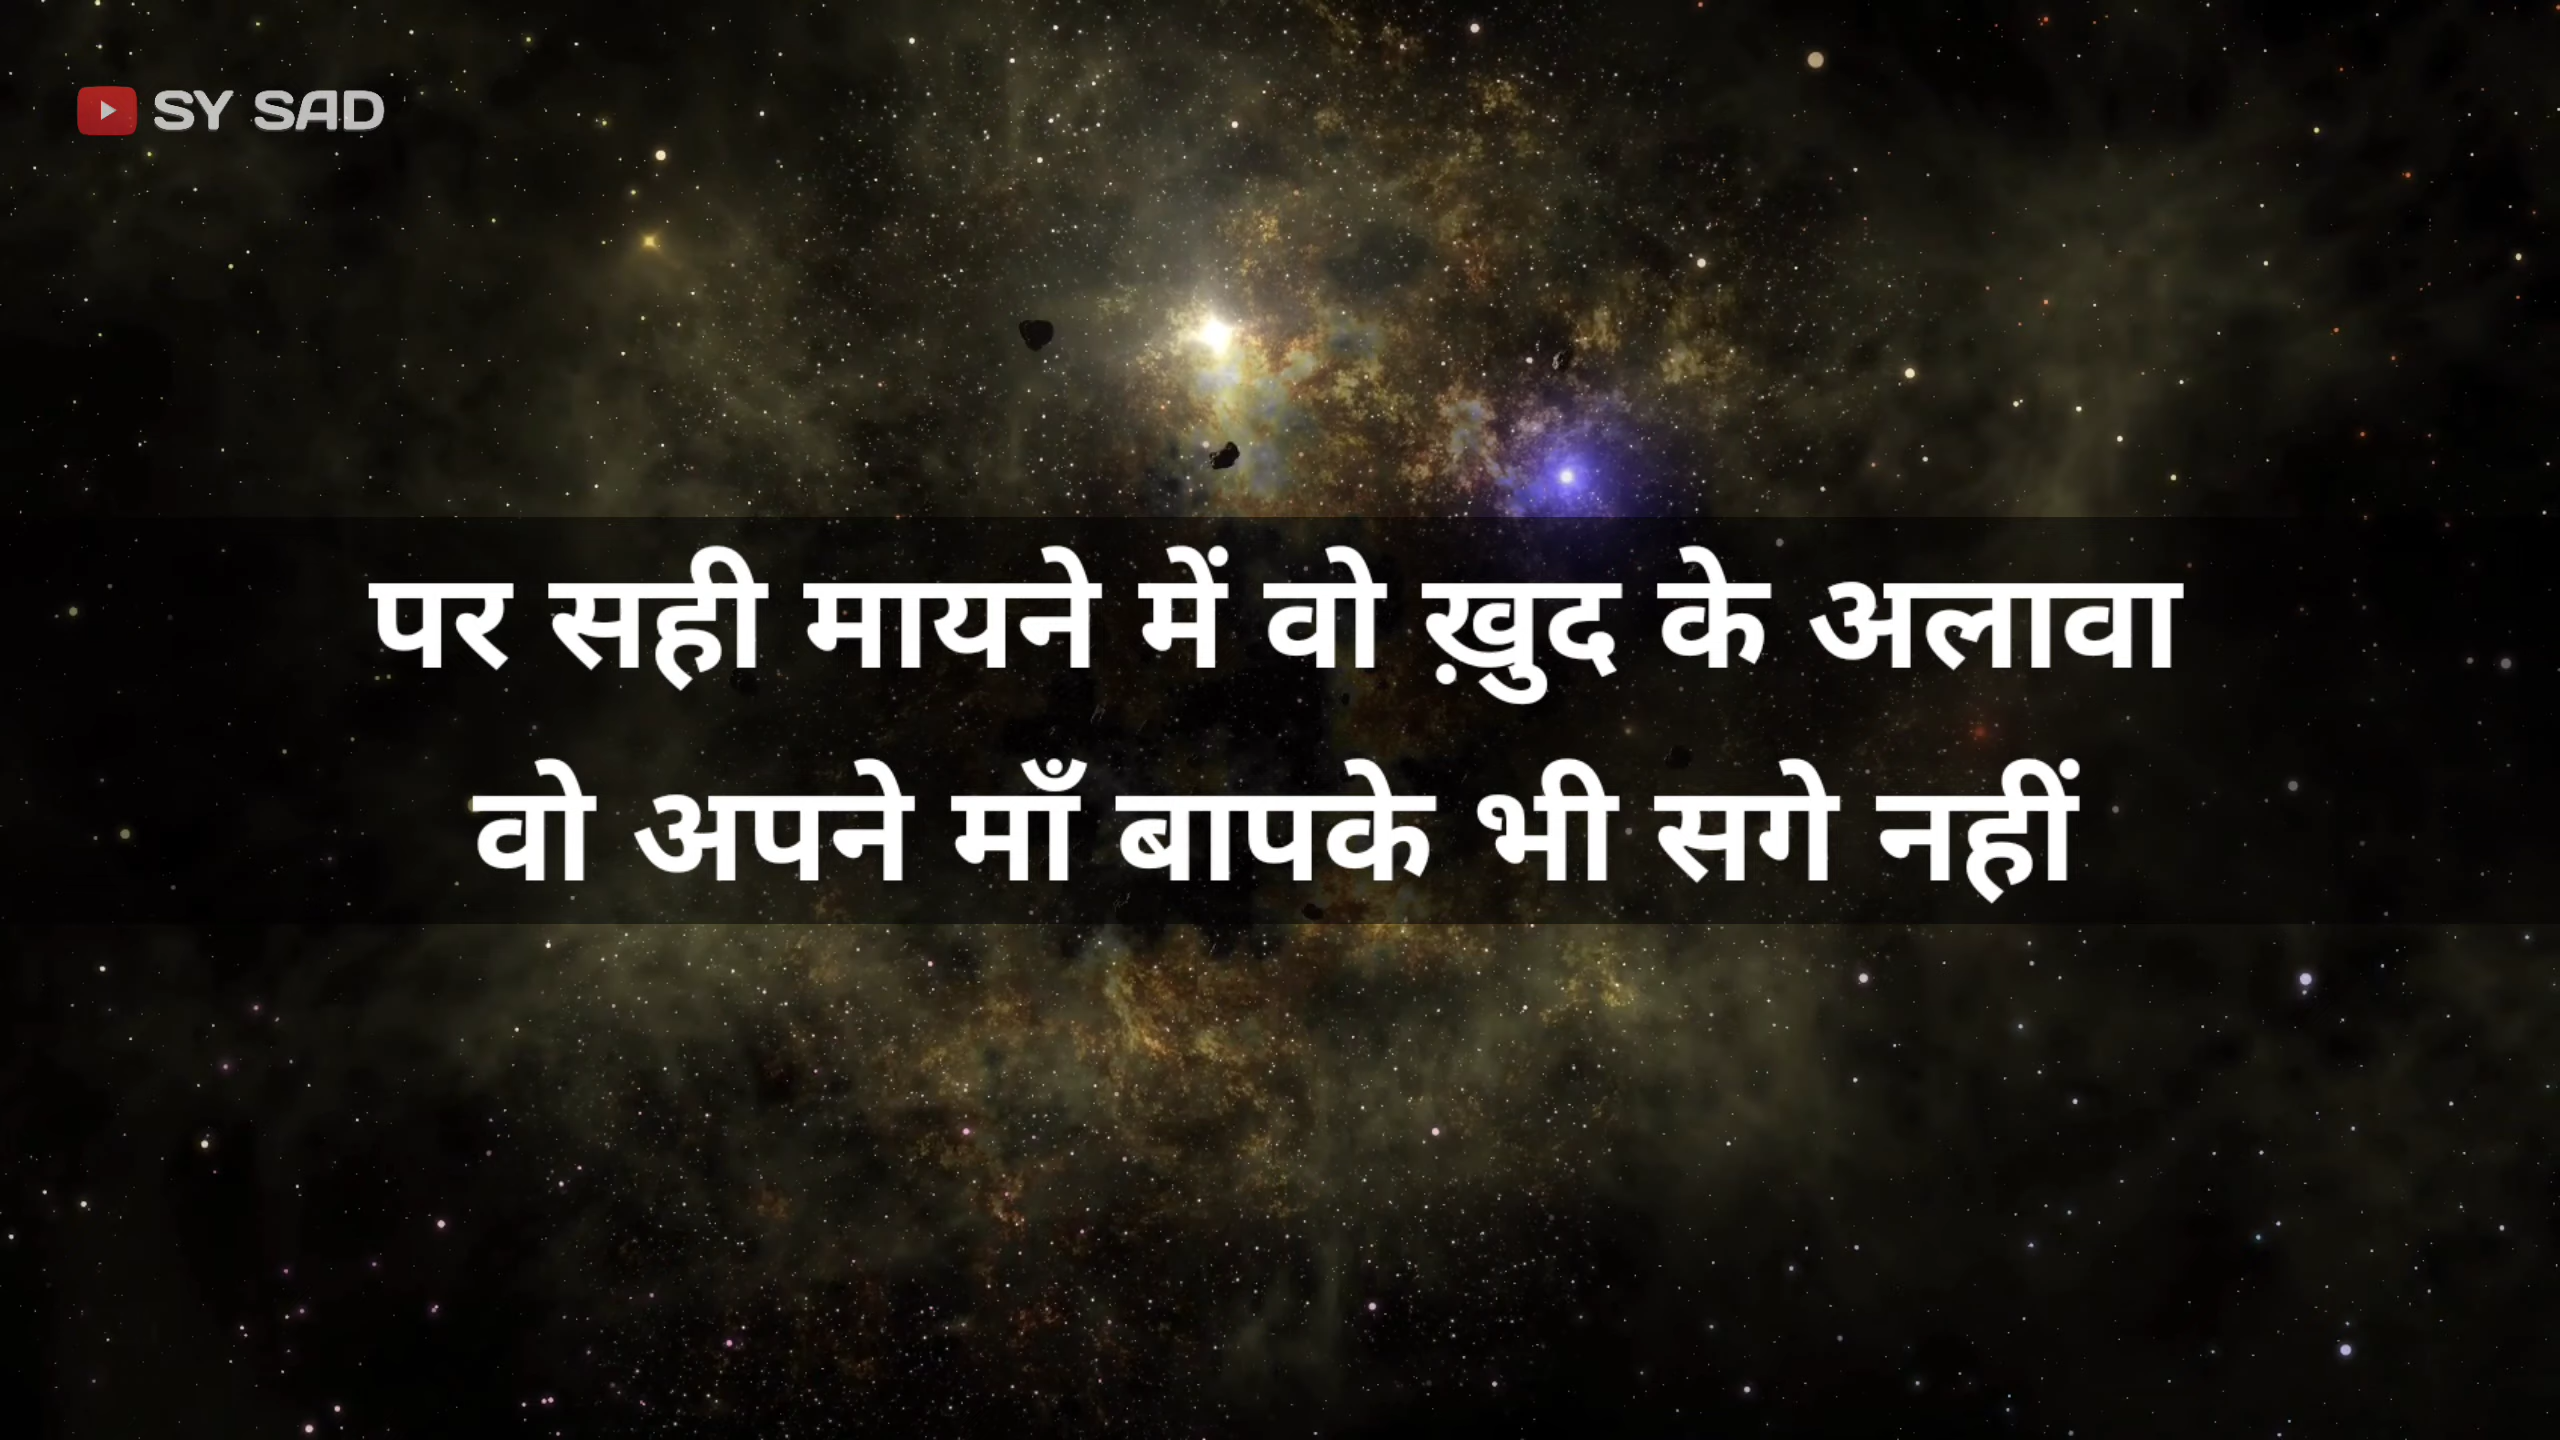 SY SAD
पर सही मायने में वो ख़ुद के अलावा
वो अपने माँ बापके भी सगे नहीं